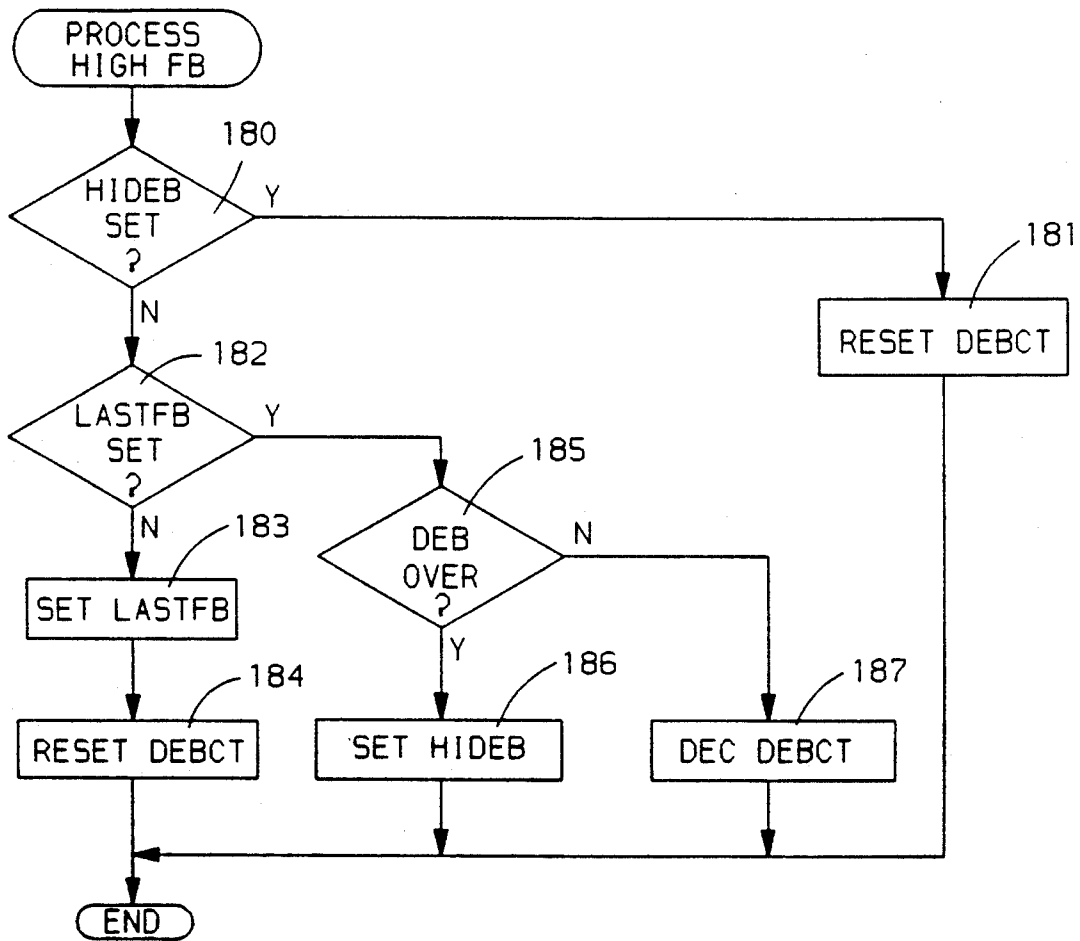 PROCESS
HIGH FB
180
HIDEB
SET
?
Y
N
181
RESET DEBCT
182
LASTFB
SET
?
Y
N
185
DEB
OVER
?
N
Y
183
SET LASTFB
184
RESET DEBCT
186
SET HIDEB
187
DEC DEBCT
END